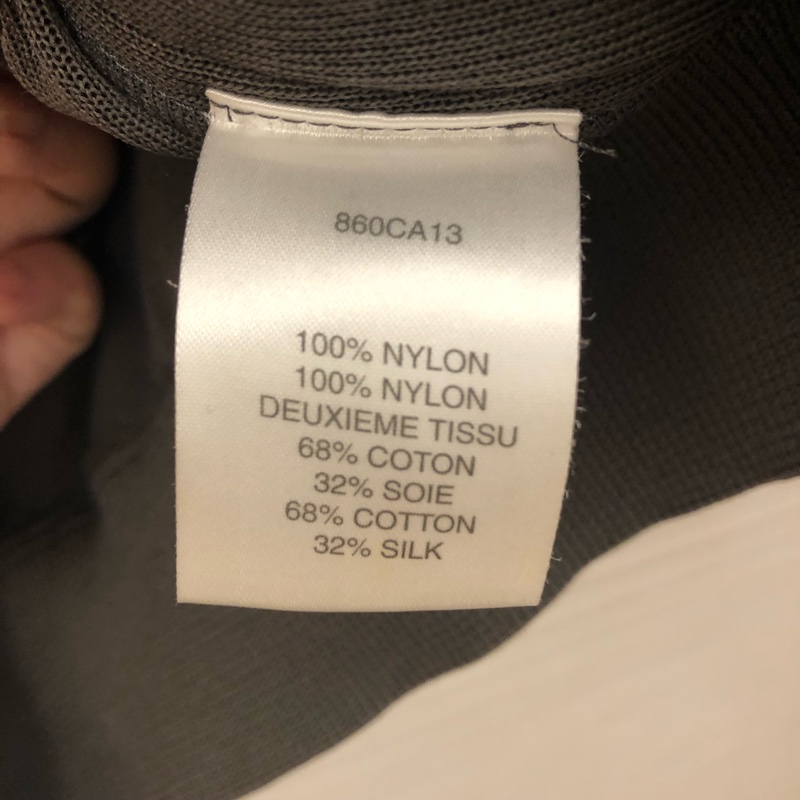 860CA13
100% NYLON
100% NYLON
DEUXIEME TISSU
68% COTON
32% SOIE
68% COTTON
32% SILK